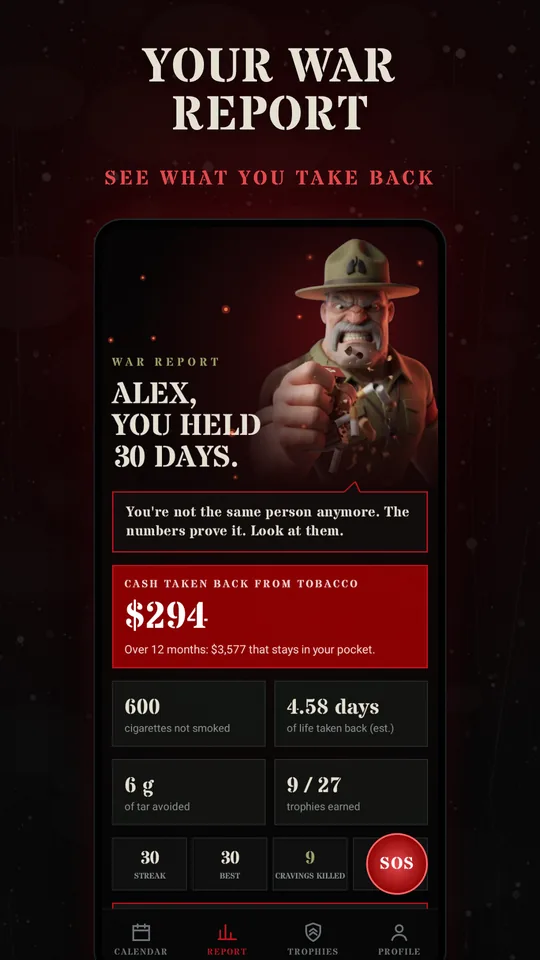 YOUR WAR
REPORT
SEE WHAT YOU TAKE BACK
WAR REPORT
ALEX,
YOU HELD
30 DAYS.
You're not the same person anymore. The
numbers prove it. Look at them.
CASH TAKEN BACK FROM TOBACCO
$294
Over 12 months: $3,577 that stays in your pocket.
600
cigarettes not smoked
4.58 days
of life taken back (est.)
6 g
of tar avoided
9 / 27
trophies earned
30
STREAK
30
BEST
9
CRAVINGS KILLED
SOS
CALENDAR
REPORT
TROPHIES
PROFILE